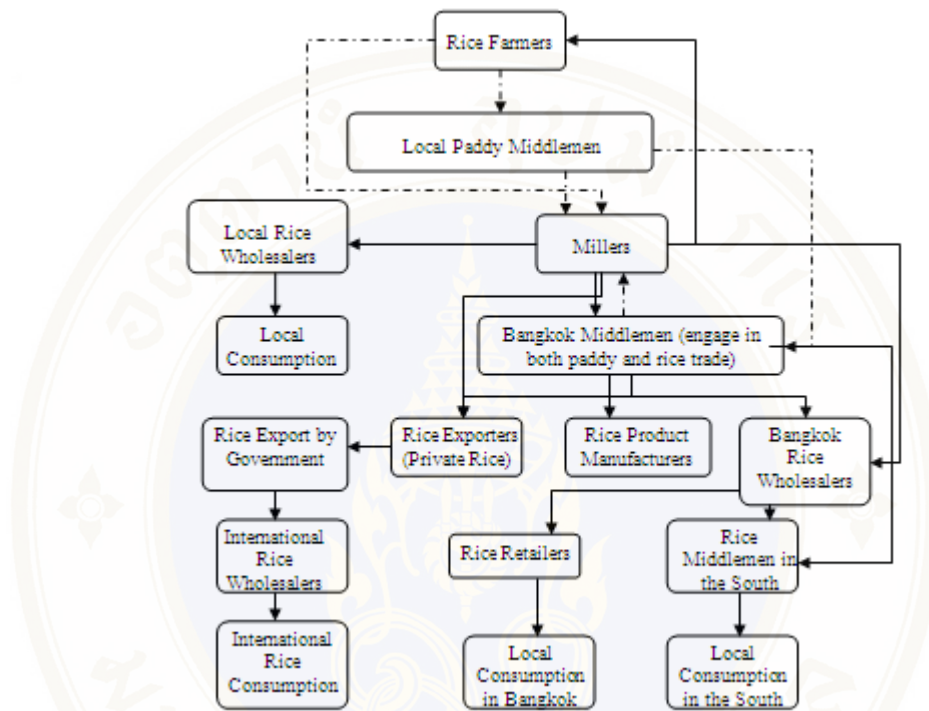 Rice Farmers
Local Paddy Middlemen
Local Rice
Wholesalers
Millers
Local
Consumption
Bangkok Middlemen (engage in
both paddy and rice trade)
Rice Export by
Government
Rice Exporters
(Private Rice)
Rice Product
Manufacturers
Bangkok
Rice
Wholesalers
International
Rice
Wholesalers
Rice Retailers
Rice
Middlemen in
the South
International
Rice
Consumption
Local
Consumption
in Bangkok
Local
Consumption
in the South